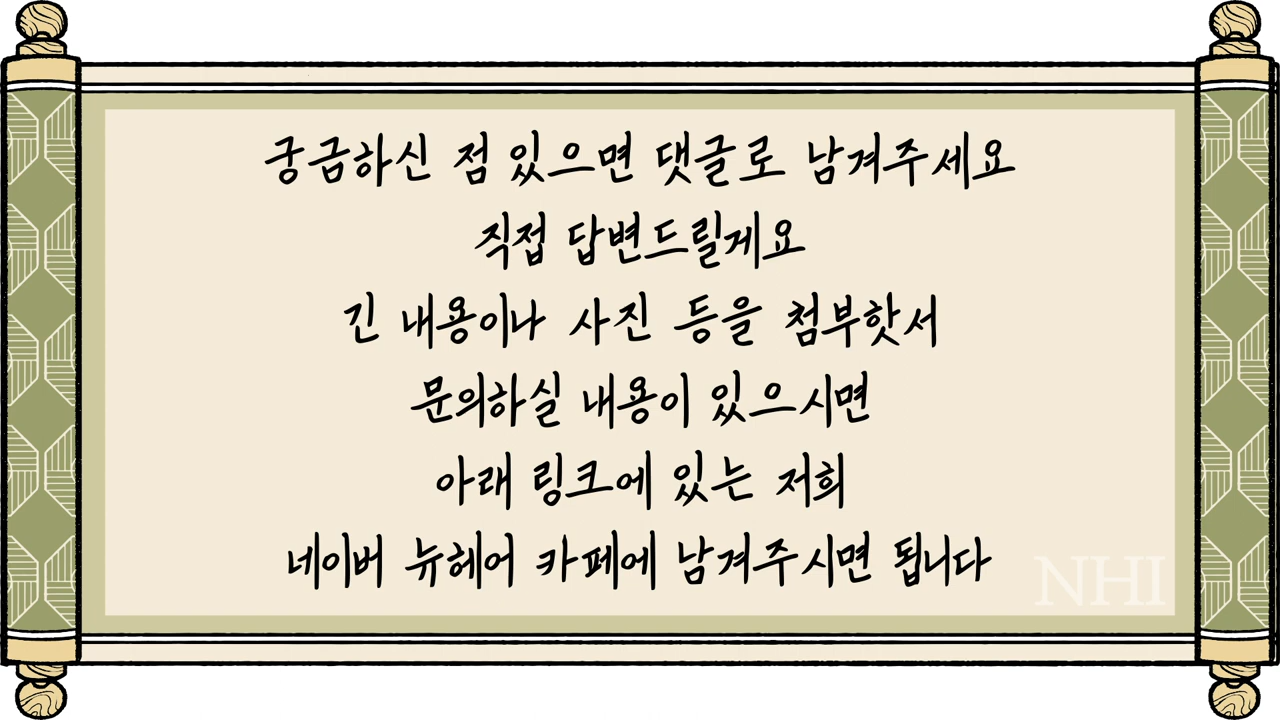 궁금하신 점 있으면 댓글로 남겨주세요
직접 답변드릴게요
긴 내용이나 사진 등을 첨부핫서
문의하실 내용이 있으시면
아래 링크에 있는 저희
네이버 뉴헤어 카페에 남겨주시면 됩니다
NHI